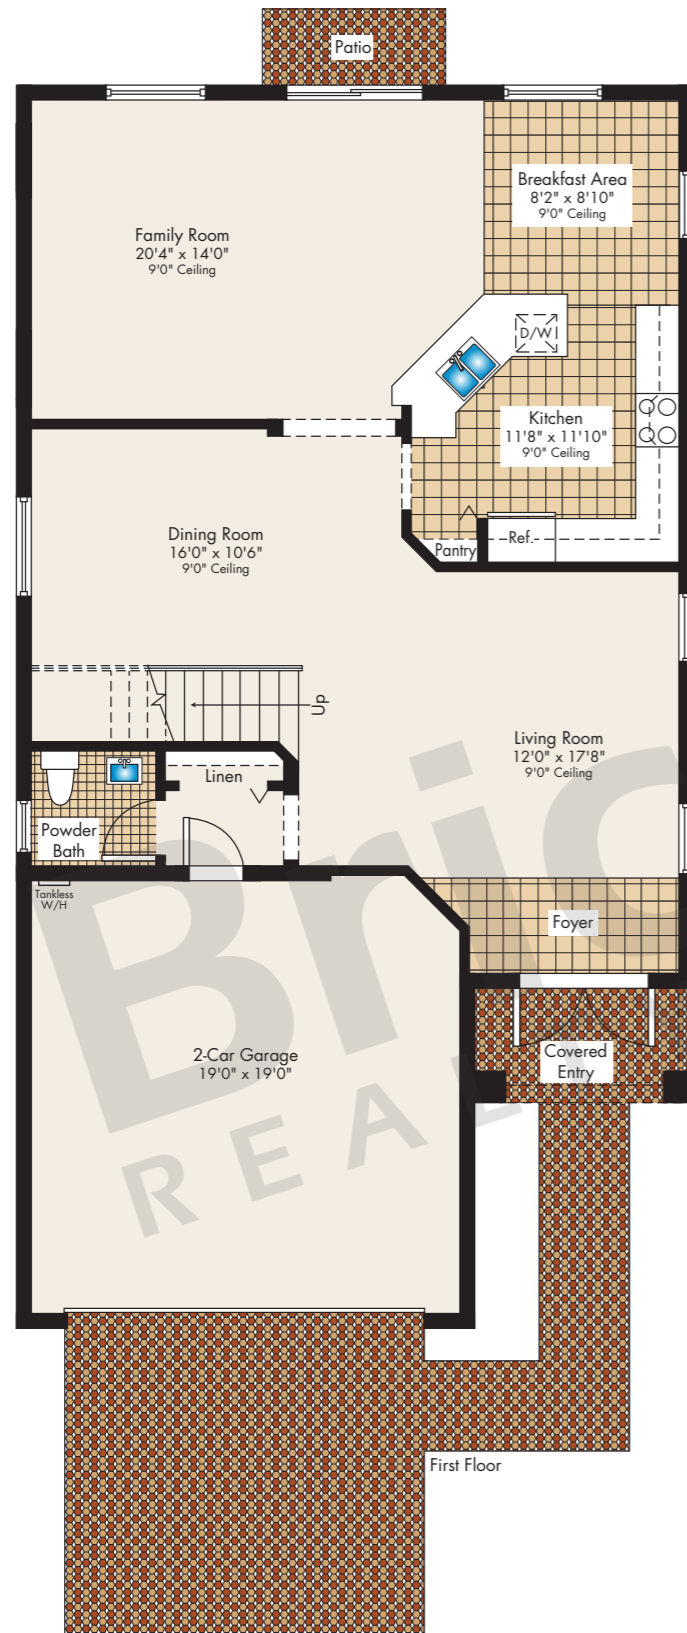 Patio
Breakfast Area
8'2" x 8'10"
9'0" Ceiling
Family Room
20'4" x 14'0"
9'0" Ceiling
D/W
Kitchen
11'8" x 11'10"
9'0" Ceiling
Dining Room
16'0" x 10'6"
9'0" Ceiling
Pantry
Ref.
Up
Living Room
12'0" x 17'8"
9'0" Ceiling
Linen
Powder
Bath
Tankless
W/H
Foyer
2-Car Garage
19'0" x 19'0"
Covered
Entry
First Floor
Bric
REAL